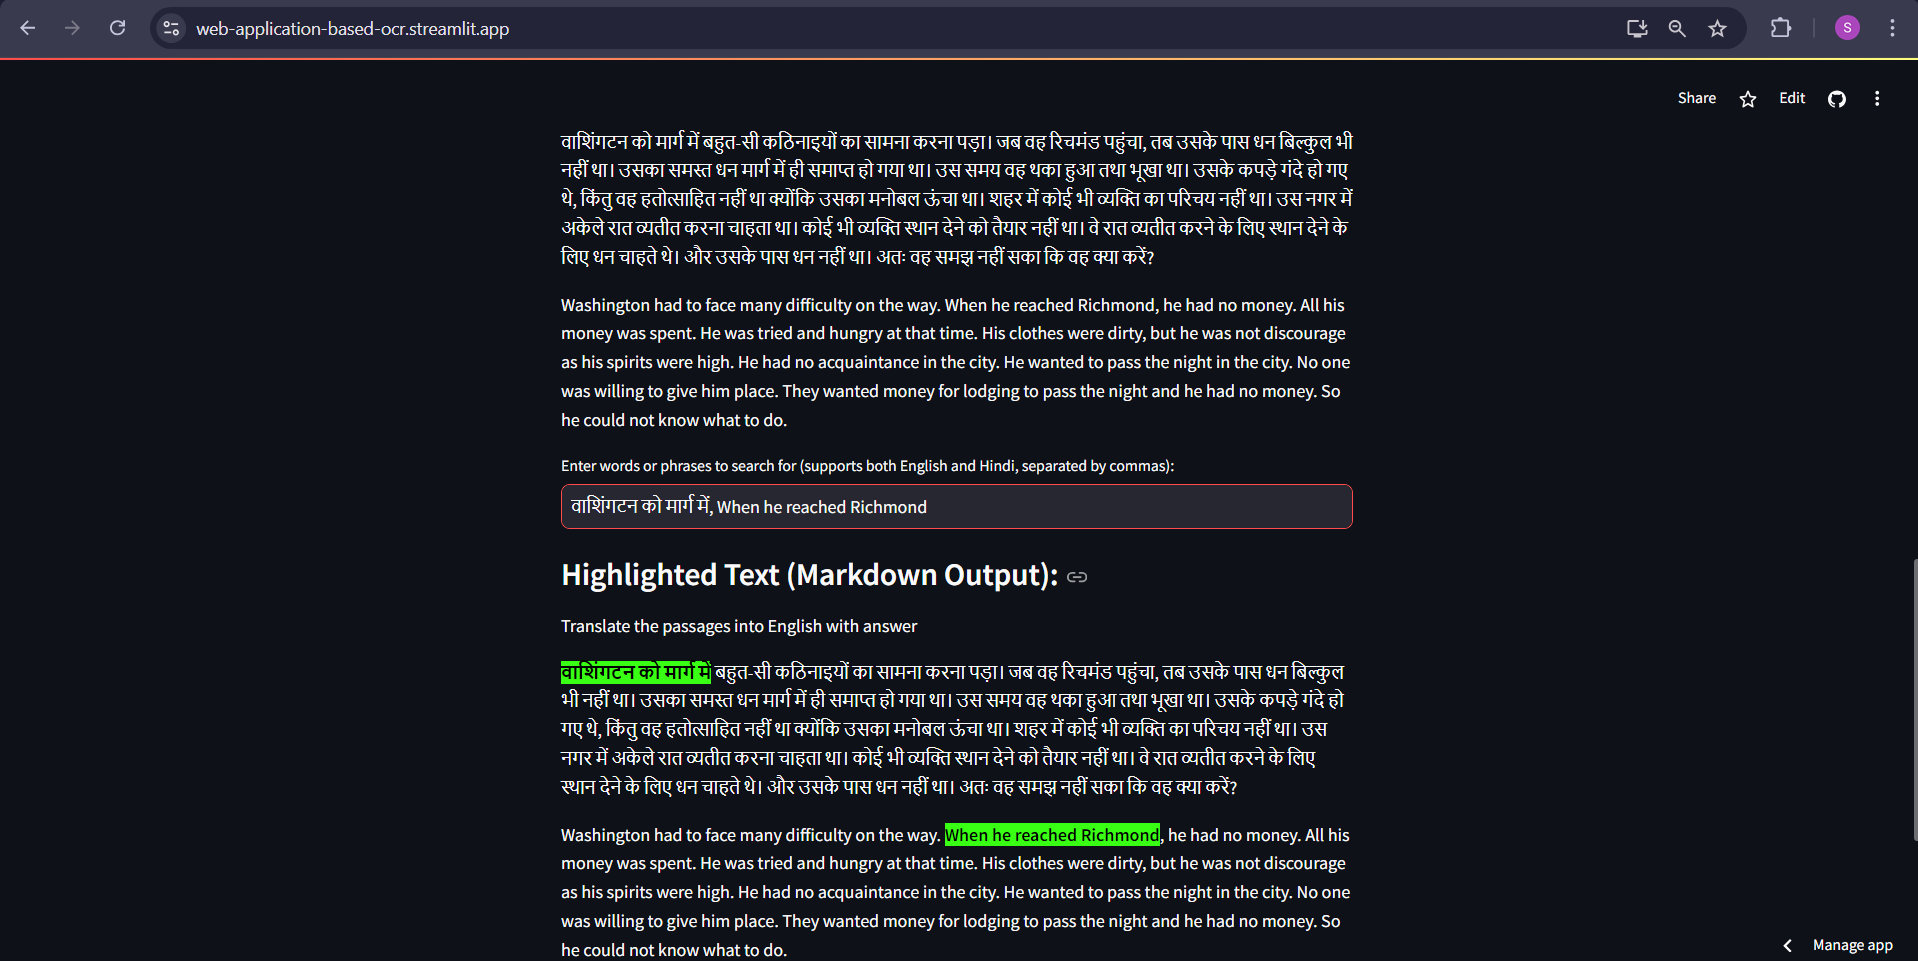 web-application-based-ocr.streamlit.app
S
Share
Edit
वाशिंगटन को मार्ग में बहुत-सी कठिनाइयों का सामना करना पड़ा। जब वह रिचमंड पहुंचा, तब उसके पास धन बिल्कुल भी
नहीं था। उसका समस्त धन मार्ग में ही समाप्त हो गया था। उस समय वह थका हुआ तथा भूखा था। उसके कपड़े गंदे हो गए
थे, किंतु वह हतोत्साहित नहीं था क्योंकि उसका मनोबल ऊंचा था। शहर में कोई भी व्यक्ति का परिचय नहीं था। उस नगर में
अकेले रात व्यतीत करना चाहता था। कोई भी व्यक्ति स्थान देने को तैयार नहीं था। वे रात व्यतीत करने के लिए स्थान देने के
लिए धन चाहते थे। और उसके पास धन नहीं था। अतः वह समझ नहीं सका कि वह क्या करें?
Washington had to face many difficulty on the way. When he reached Richmond, he had no money. All his
money was spent. He was tried and hungry at that time. His clothes were dirty, but he was not discourage
as his spirits were high. He had no acquaintance in the city. He wanted to pass the night in the city. No one
was willing to give him place. They wanted money for lodging to pass the night and he had no money. So
he could not know what to do.
Enter words or phrases to search for (supports both English and Hindi, separated by commas):
वाशिंगटन को मार्ग में, When he reached Richmond
Highlighted Text (Markdown Output):
Translate the passages into English with answer
वाशिंगटन को मार्ग में बहुत-सी कठिनाइयों का सामना करना पड़ा। जब वह रिचमंड पहुंचा, तब उसके पास धन बिल्कुल
भी नहीं था। उसका समस्त धन मार्ग में ही समाप्त हो गया था। उस समय वह थका हुआ तथा भूखा था। उसके कपड़े गंदे हो
गए थे, किंतु वह हतोत्साहित नहीं था क्योंकि उसका मनोबल ऊंचा था। शहर में कोई भी व्यक्ति का परिचय नहीं था। उस
नगर में अकेले रात व्यतीत करना चाहता था। कोई भी व्यक्ति स्थान देने को तैयार नहीं था। वे रात व्यतीत करने के लिए
स्थान देने के लिए धन चाहते थे। और उसके पास धन नहीं था। अतः वह समझ नहीं सका कि वह क्या करें?
Washington had to face many difficulty on the way. When he reached Richmond, he had no money. All his
money was spent. He was tried and hungry at that time. His clothes were dirty, but he was not discourage
as his spirits were high. He had no acquaintance in the city. He wanted to pass the night in the city. No one
was willing to give him place. They wanted money for lodging to pass the night and he had no money. So
he could not know what to do.
Manage app